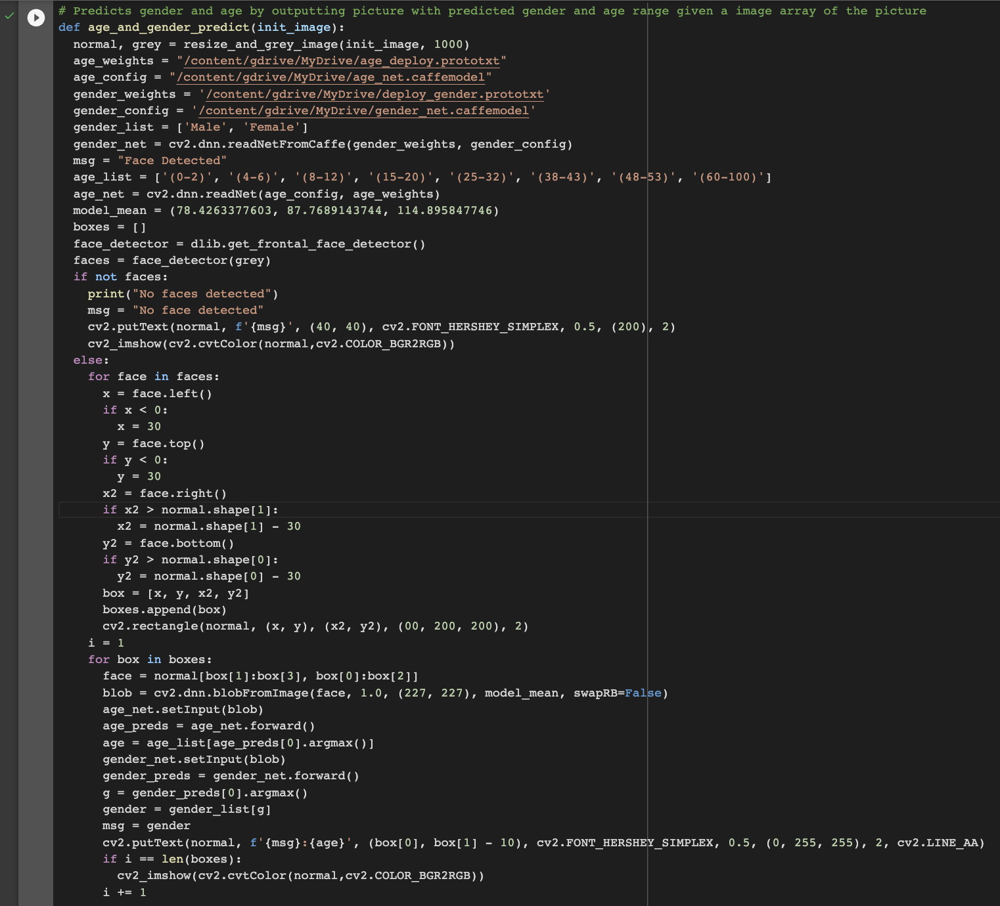 # Predicts gender and age by outputting picture with predicted gender and age range given a image array of the picture
def age_and_gender_predict(init_image):
  normal, grey = resize_and_grey_image(init_image, 1000)
  age_weights = "/content/gdrive/MyDrive/age_deploy.prototxt"
  age_config = "/content/gdrive/MyDrive/age_net.caffemodel"
  gender_weights = '/content/gdrive/MyDrive/deploy_gender.prototxt'
  gender_config = '/content/gdrive/MyDrive/gender_net.caffemodel'
  gender_list = ['Male', 'Female']
  gender_net = cv2.dnn.readNetFromCaffe(gender_weights, gender_config)
  msg = "Face Detected"
  age_list = ['(0-2)', '(4-6)', '(8-12)', '(15-20)', '(25-32)', '(38-43)', '(48-53)', '(60-100)']
  age_net = cv2.dnn.readNet(age_config, age_weights)
  model_mean = (78.4263377603, 87.7689143744, 114.895847746)
  boxes = []
  face_detector = dlib.get_frontal_face_detector()
  faces = face_detector(grey)
  if not faces:
    print("No faces detected")
    msg = "No face detected"
    cv2.putText(normal, f'{msg}', (40, 40), cv2.FONT_HERSHEY_SIMPLEX, 0.5, (200), 2)
    cv2_imshow(cv2.cvtColor(normal,cv2.COLOR_BGR2RGB))
  else:
    for face in faces:
      x = face.left()
      if x < 0:
        x = 30
      y = face.top()
      if y < 0:
        y = 30
      x2 = face.right()
      if x2 > normal.shape[1]:
        x2 = normal.shape[1] - 30
      y2 = face.bottom()
      if y2 > normal.shape[0]:
        y2 = normal.shape[0] - 30
      box = [x, y, x2, y2]
      boxes.append(box)
      cv2.rectangle(normal, (x, y), (x2, y2), (00, 200, 200), 2)
    i = 1
    for box in boxes:
      face = normal[box[1]:box[3], box[0]:box[2]]
      blob = cv2.dnn.blobFromImage(face, 1.0, (227, 227), model_mean, swapRB=False)
      age_net.setInput(blob)
      age_preds = age_net.forward()
      age = age_list[age_preds[0].argmax()]
      gender_net.setInput(blob)
      gender_preds = gender_net.forward()
      g = gender_preds[0].argmax()
      gender = gender_list[g]
      msg = gender
      cv2.putText(normal, f'{msg}:{age}', (box[0], box[1] - 10), cv2.FONT_HERSHEY_SIMPLEX, 0.5, (0, 255, 255), 2, cv2.LINE_AA)
      if i == len(boxes):
        cv2_imshow(cv2.cvtColor(normal,cv2.COLOR_BGR2RGB))
      i += 1